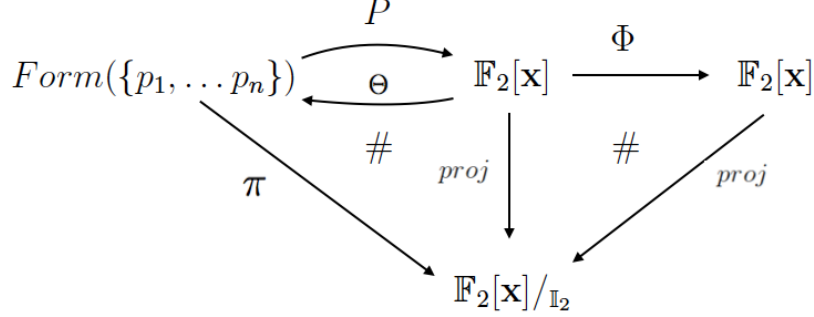 P
Φ
Form({p₁, … pₙ}) Θ 𝔽₂[𝐱] 𝔽₂[𝐱]
# #
π proj proj
𝔽₂[𝐱]/𝕀₂